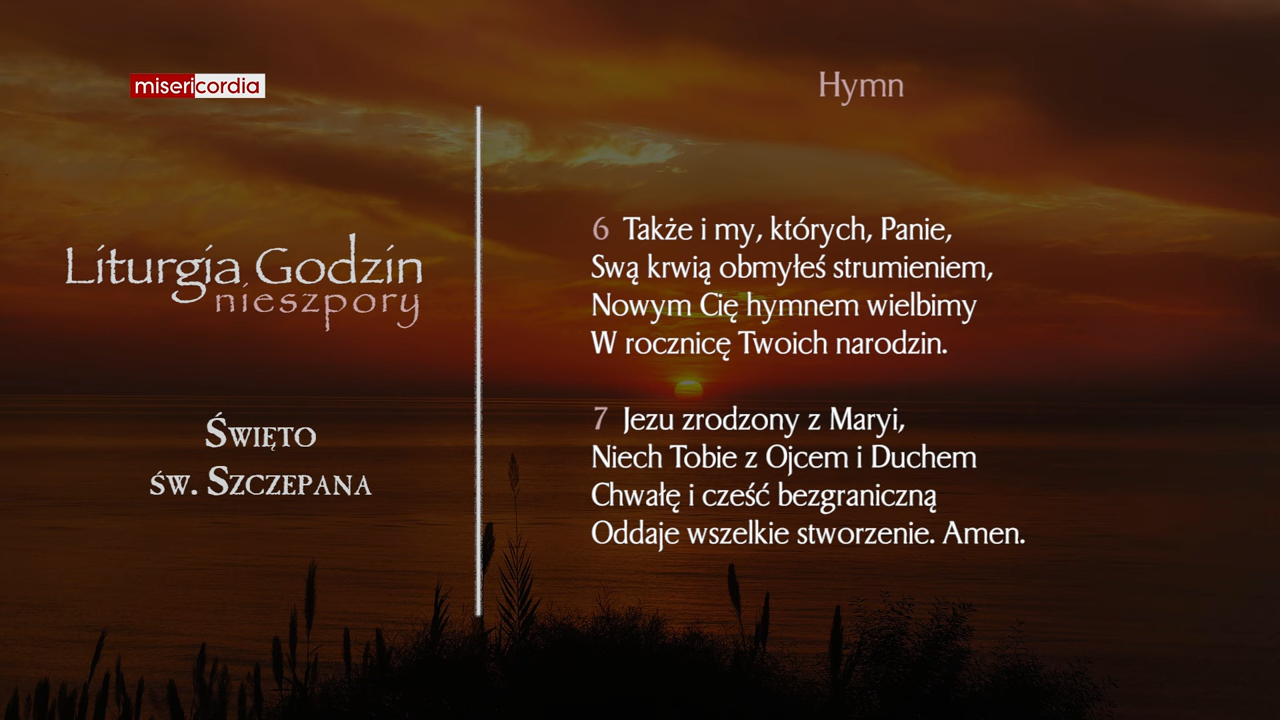 misericordia
Liturgia Godzin
nieszpory
Święto
św. Szczepana
Hymn
6 Także i my, których, Panie,
Swą krwią obmyłeś strumieniem,
Nowym Cię hymnem wielbimy
W rocznicę Twoich narodzin.
7 Jezu zrodzony z Maryi,
Niech Tobie z Ojcem i Duchem
Chwałę i cześć bezgraniczną
Oddaje wszelkie stworzenie. Amen.